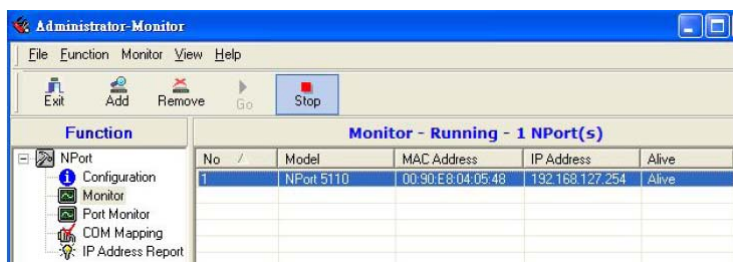 Administrator-Monitor
File Function Monitor View Help
Exit Add Remove Go Stop
Function
Monitor - Running - 1 NPort(s)
NPort
Configuration
Monitor
Port Monitor
COM Mapping
IP Address Report
No / Model MAC Address IP Address Alive
1 NPort 5110 00:90:E8:04:05:48 192.168.127.254 Alive